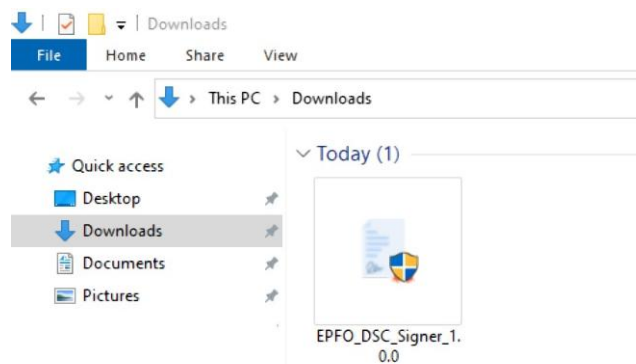 Downloads
File Home Share View
This PC > Downloads
Quick access
Desktop
Downloads
Documents
Pictures
Today (1)
EPFO_DSC_Signer_1.
0.0